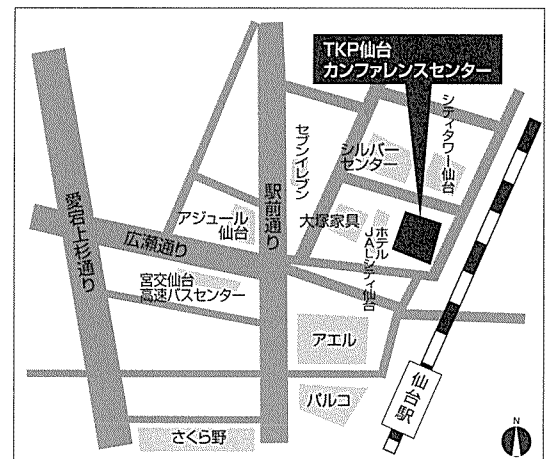 TKP仙台
カンファレンスセンター
シティタワー仙台
シルバー
センター
セブンイレブン
駅前通り
愛宕上杉通り
アジュール
仙台
大塚家具
ホテル
JALシティ仙台
広瀬通り
宮交仙台
高速バスセンター
アエル
パルコ
仙台駅
さくら野
N